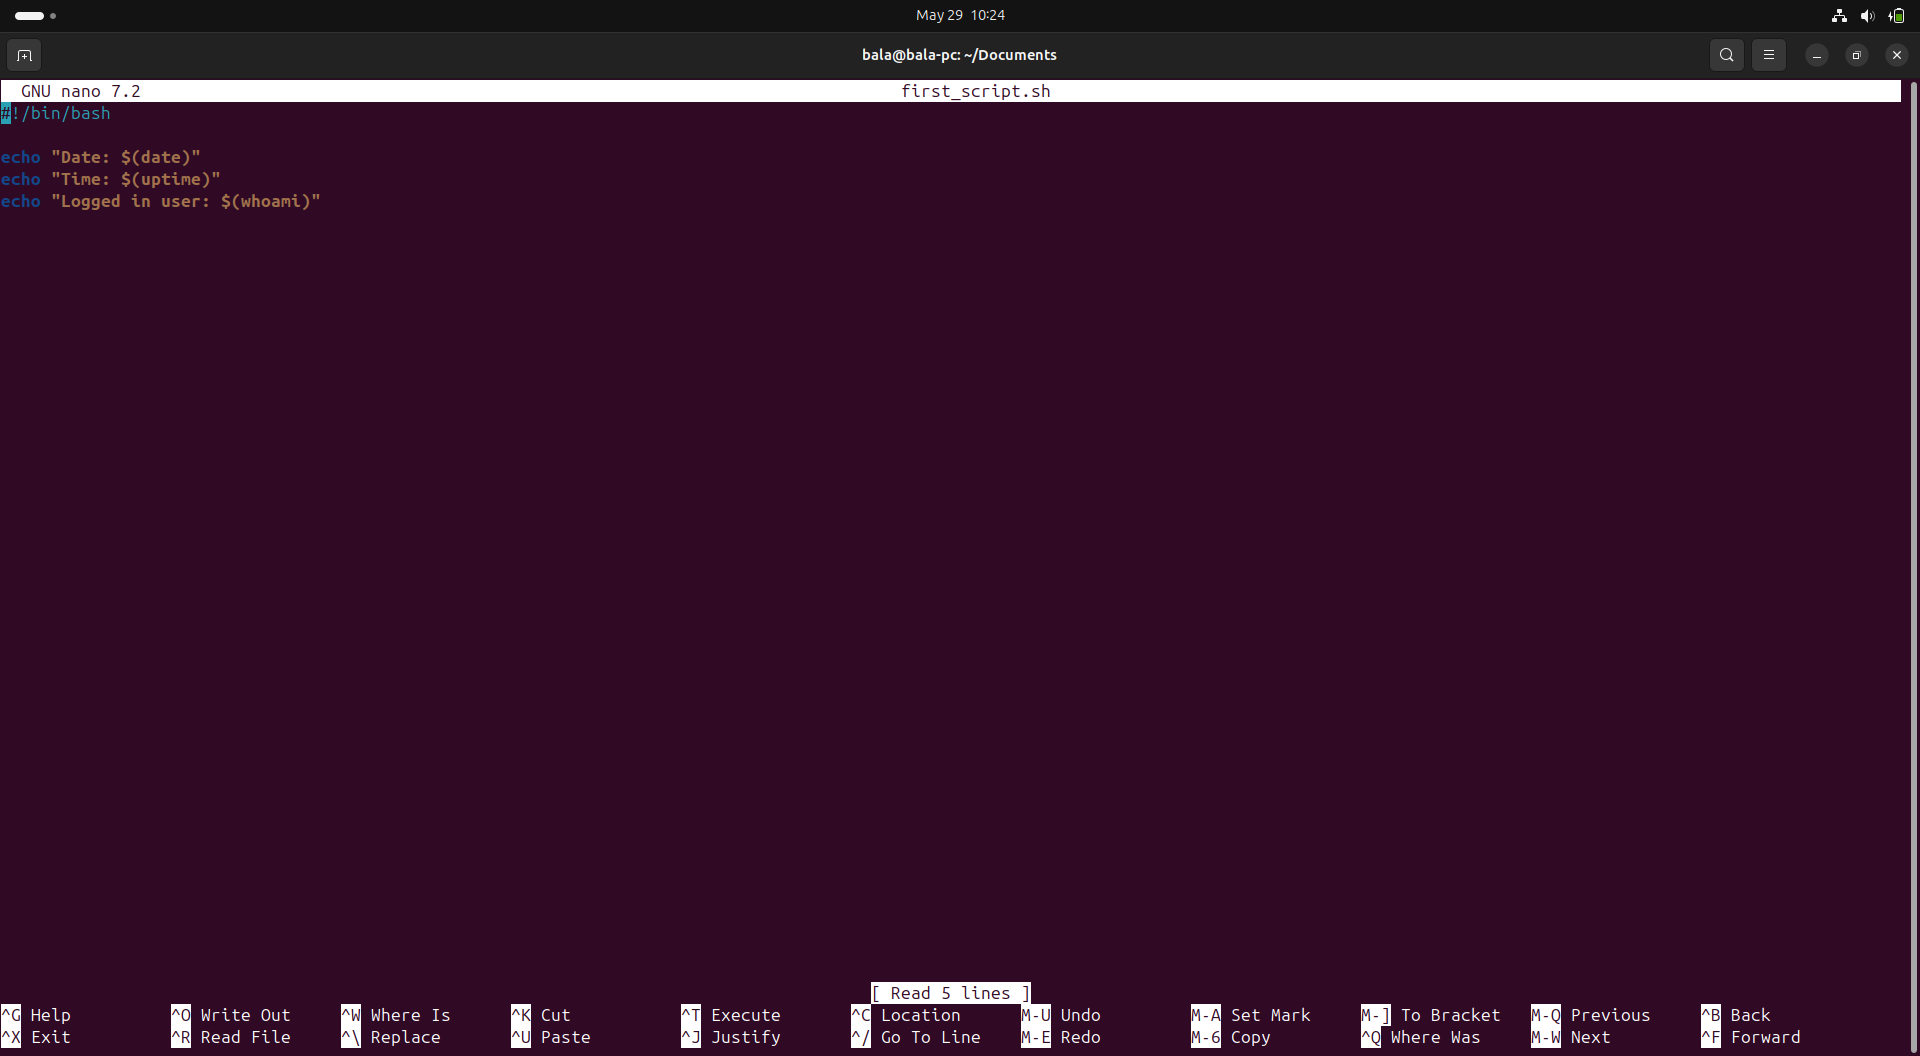 May 29 10:24
bala@bala-pc: ~/Documents
GNU nano 7.2 first_script.sh
#!/bin/bash
echo "Date: $(date)"
echo "Time: $(uptime)"
echo "Logged in user: $(whoami)"
[ Read 5 lines ]
^G Help ^O Write Out ^W Where Is ^K Cut ^T Execute ^C Location M-U Undo M-A Set Mark M-] To Bracket M-Q Previous ^B Back
^X Exit ^R Read File ^\ Replace ^U Paste ^J Justify ^/ Go To Line M-E Redo M-6 Copy ^Q Where Was M-W Next ^F Forward